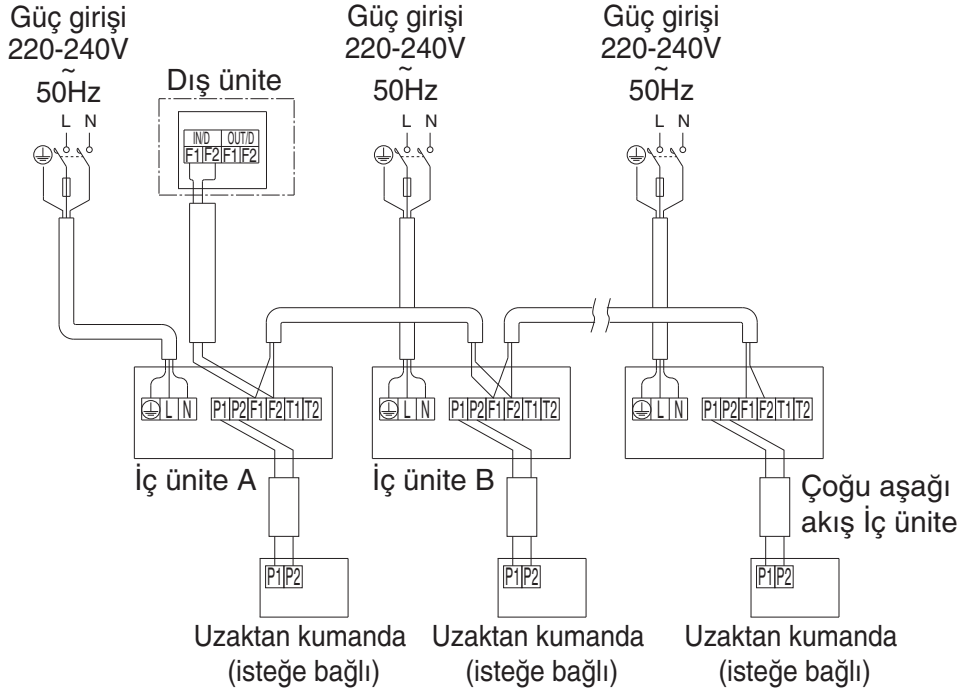 Güç girişi
220-240V
~
50Hz
L N
Dış ünite
IN/D OUT/D
F1 F2 F1 F2
Güç girişi
220-240V
~
50Hz
L N
Güç girişi
220-240V
~
50Hz
L N
L N P1 P2 F1 F2 T1 T2
İç ünite A
L N P1 P2 F1 F2 T1 T2
İç ünite B
L N P1 P2 F1 F2 T1 T2
Çoğu aşağı
akış İç ünite
P1 P2
Uzaktan kumanda
(isteğe bağlı)
P1 P2
Uzaktan kumanda
(isteğe bağlı)
P1 P2
Uzaktan kumanda
(isteğe bağlı)